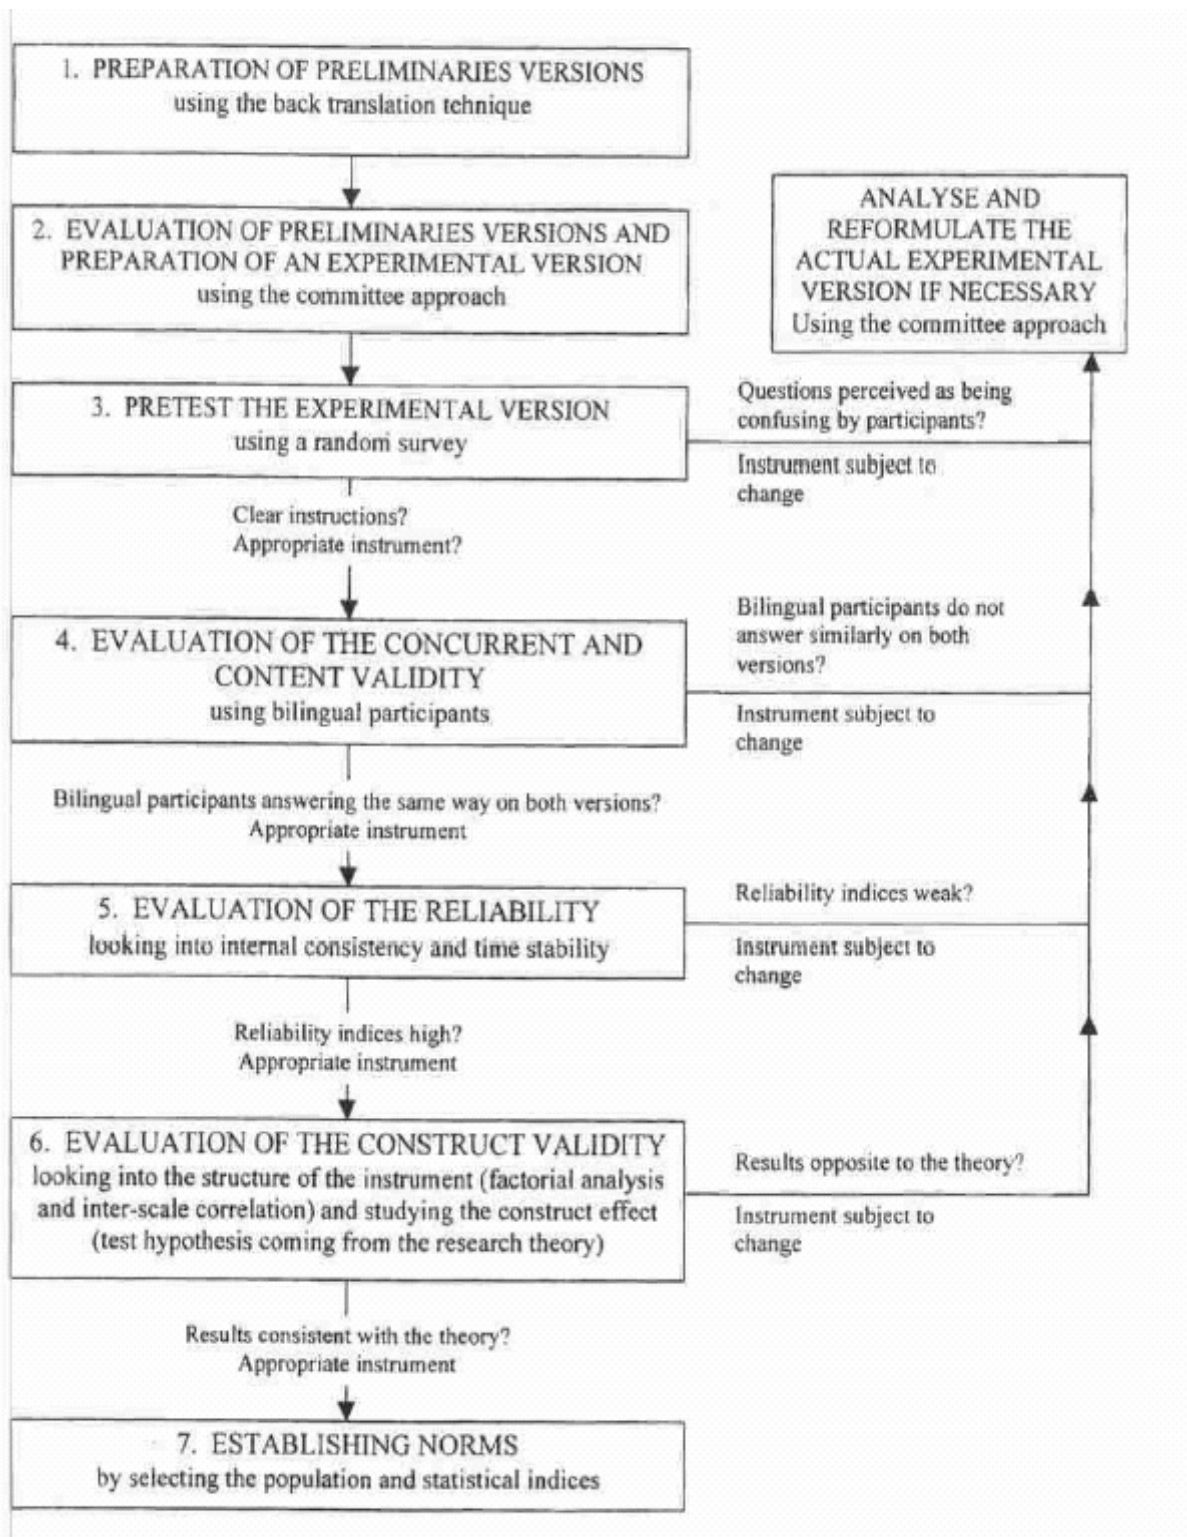 1. PREPARATION OF PRELIMINARIES VERSIONS
using the back translation tehnique
2. EVALUATION OF PRELIMINARIES VERSIONS AND
PREPARATION OF AN EXPERIMENTAL VERSION
using the committee approach
ANALYSE AND
REFORMULATE THE
ACTUAL EXPERIMENTAL
VERSION IF NECESSARY
Using the committee approach
3. PRETEST THE EXPERIMENTAL VERSION
using a random survey
Questions perceived as being
confusing by participants?
Instrument subject to
change
Clear instructions?
Appropriate instrument?
4. EVALUATION OF THE CONCURRENT AND
CONTENT VALIDITY
using bilingual participants
Bilingual participants do not
answer similarly on both
versions?
Instrument subject to
change
Bilingual participants answering the same way on both versions?
Appropriate instrument
5. EVALUATION OF THE RELIABILITY
looking into internal consistency and time stability
Reliability indices weak?
Instrument subject to
change
Reliability indices high?
Appropriate instrument
6. EVALUATION OF THE CONSTRUCT VALIDITY
looking into the structure of the instrument (factorial analysis
and inter-scale correlation) and studying the construct effect
(test hypothesis coming from the research theory)
Results opposite to the theory?
Instrument subject to
change
Results consistent with the theory?
Appropriate instrument
7. ESTABLISHING NORMS
by selecting the population and statistical indices